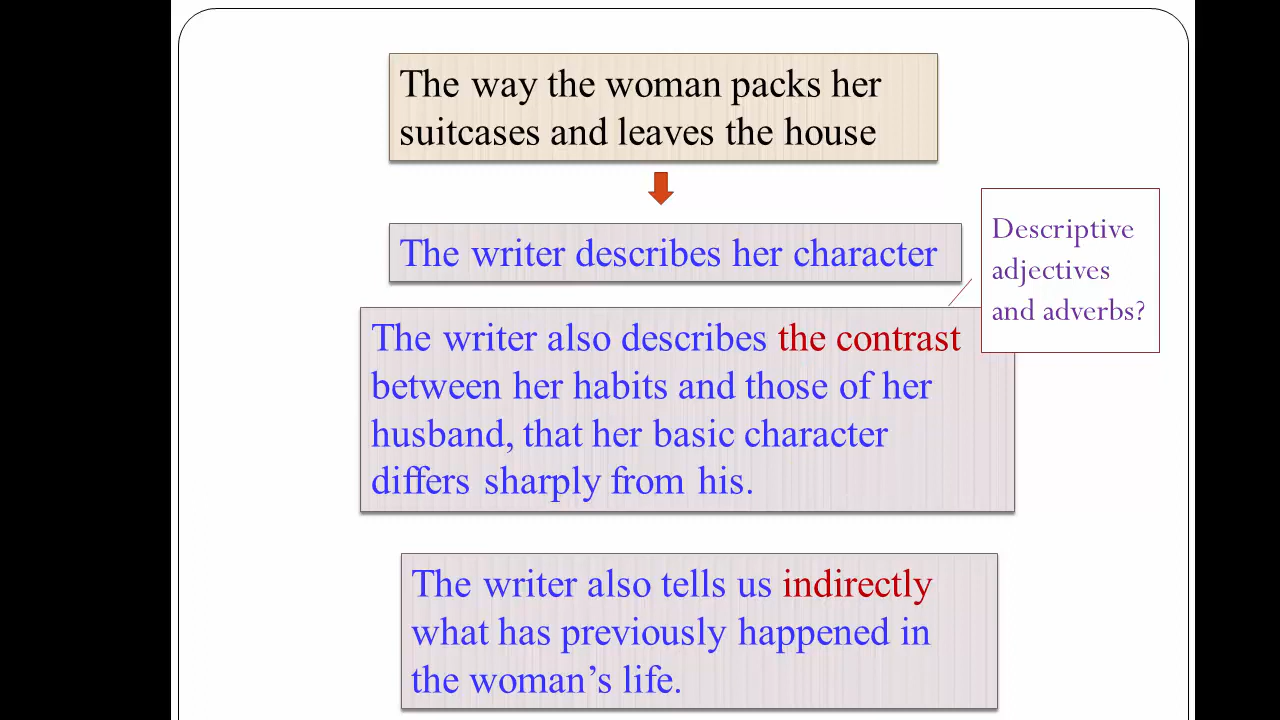 The way the woman packs her
suitcases and leaves the house
The writer describes her character
Descriptive
adjectives
and adverbs?
The writer also describes the contrast
between her habits and those of her
husband, that her basic character
differs sharply from his.
The writer also tells us indirectly
what has previously happened in
the woman’s life.